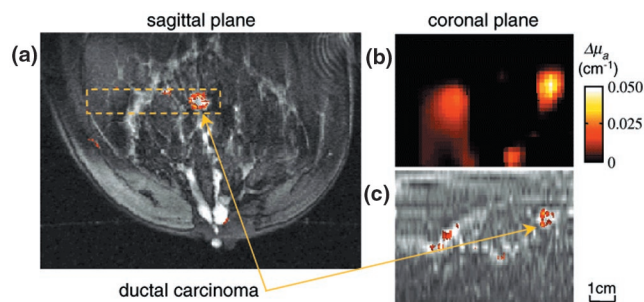 sagittal plane
coronal plane
(a)
(b)
Δμa
(cm-1)
0.050
0.025
0
(c)
ductal carcinoma
1cm